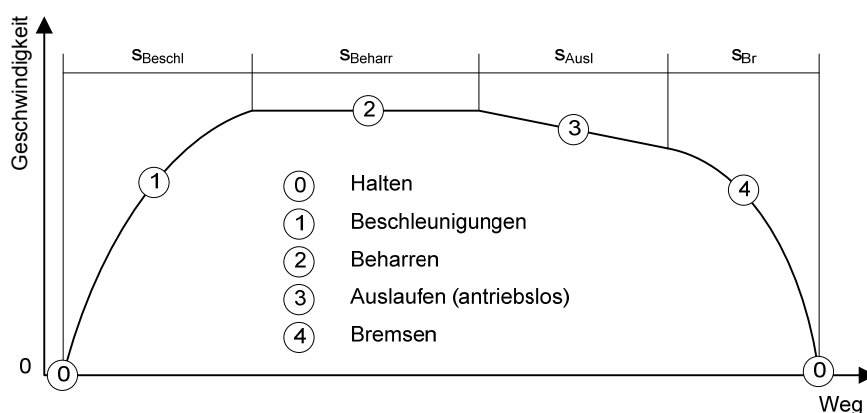 Geschwindigkeit
sBeschl sBeharr sAusl sBr
2
3
1
4
0 Halten
1 Beschleunigungen
2 Beharren
3 Auslaufen (antriebslos)
4 Bremsen
0
0 0
Weg